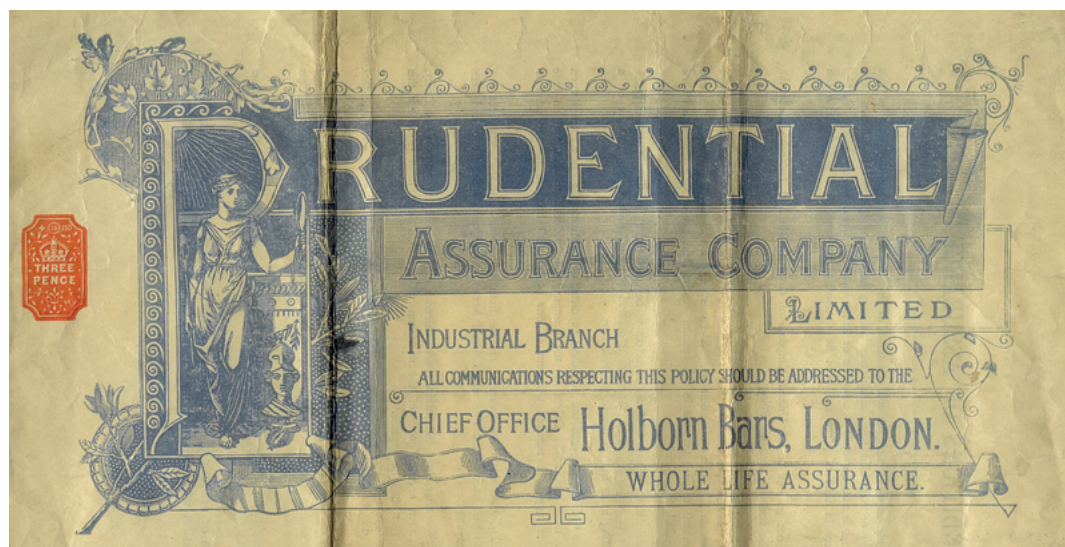 PRUDENTIAL
ASSURANCE COMPANY
LIMITED
THREE
PENCE
INDUSTRIAL BRANCH
ALL COMMUNICATIONS RESPECTING THIS POLICY SHOULD BE ADDRESSED TO THE
CHIEF OFFICE Holborn Bars, LONDON.
WHOLE LIFE ASSURANCE.